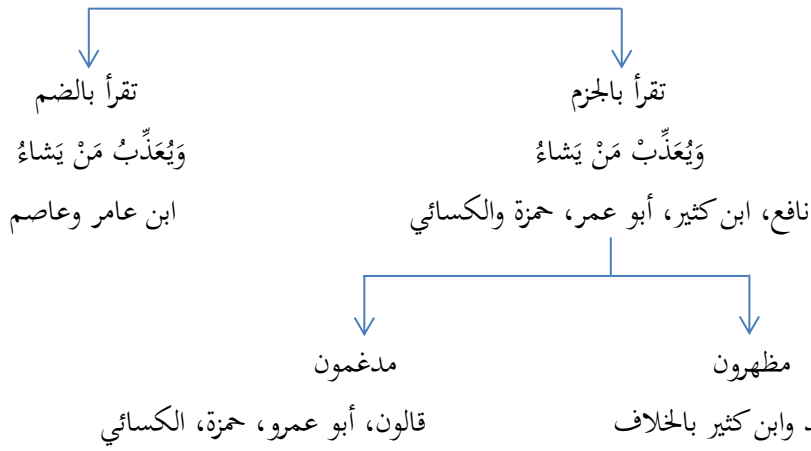 تقرأ بالجزم
تقرأ بالضم
وَيُعَذِّبْ مَنْ يَشاءُ
وَيُعَذِّبُ مَنْ يَشاءُ
نافع، ابن كثير، أبو عمر، حمزة والكسائي
ابن عامر وعاصم
مظهرون
مدغمون
وابن كثير بالخلاف
قالون، أبو عمرو، حمزة، الكسائي